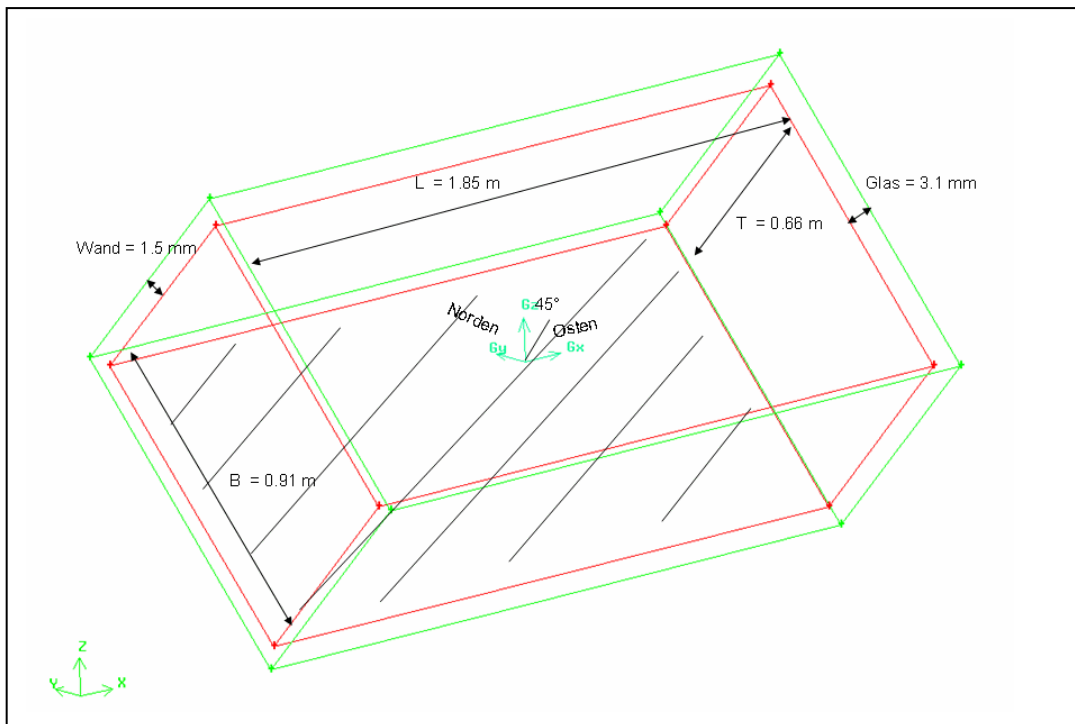 L = 1.85 m
Glas = 3.1 mm
T = 0.66 m
Wand = 1.5 mm
45°
Gz
Norden
Osten
Gy
Gx
B = 0.91 m
Z
Y
X